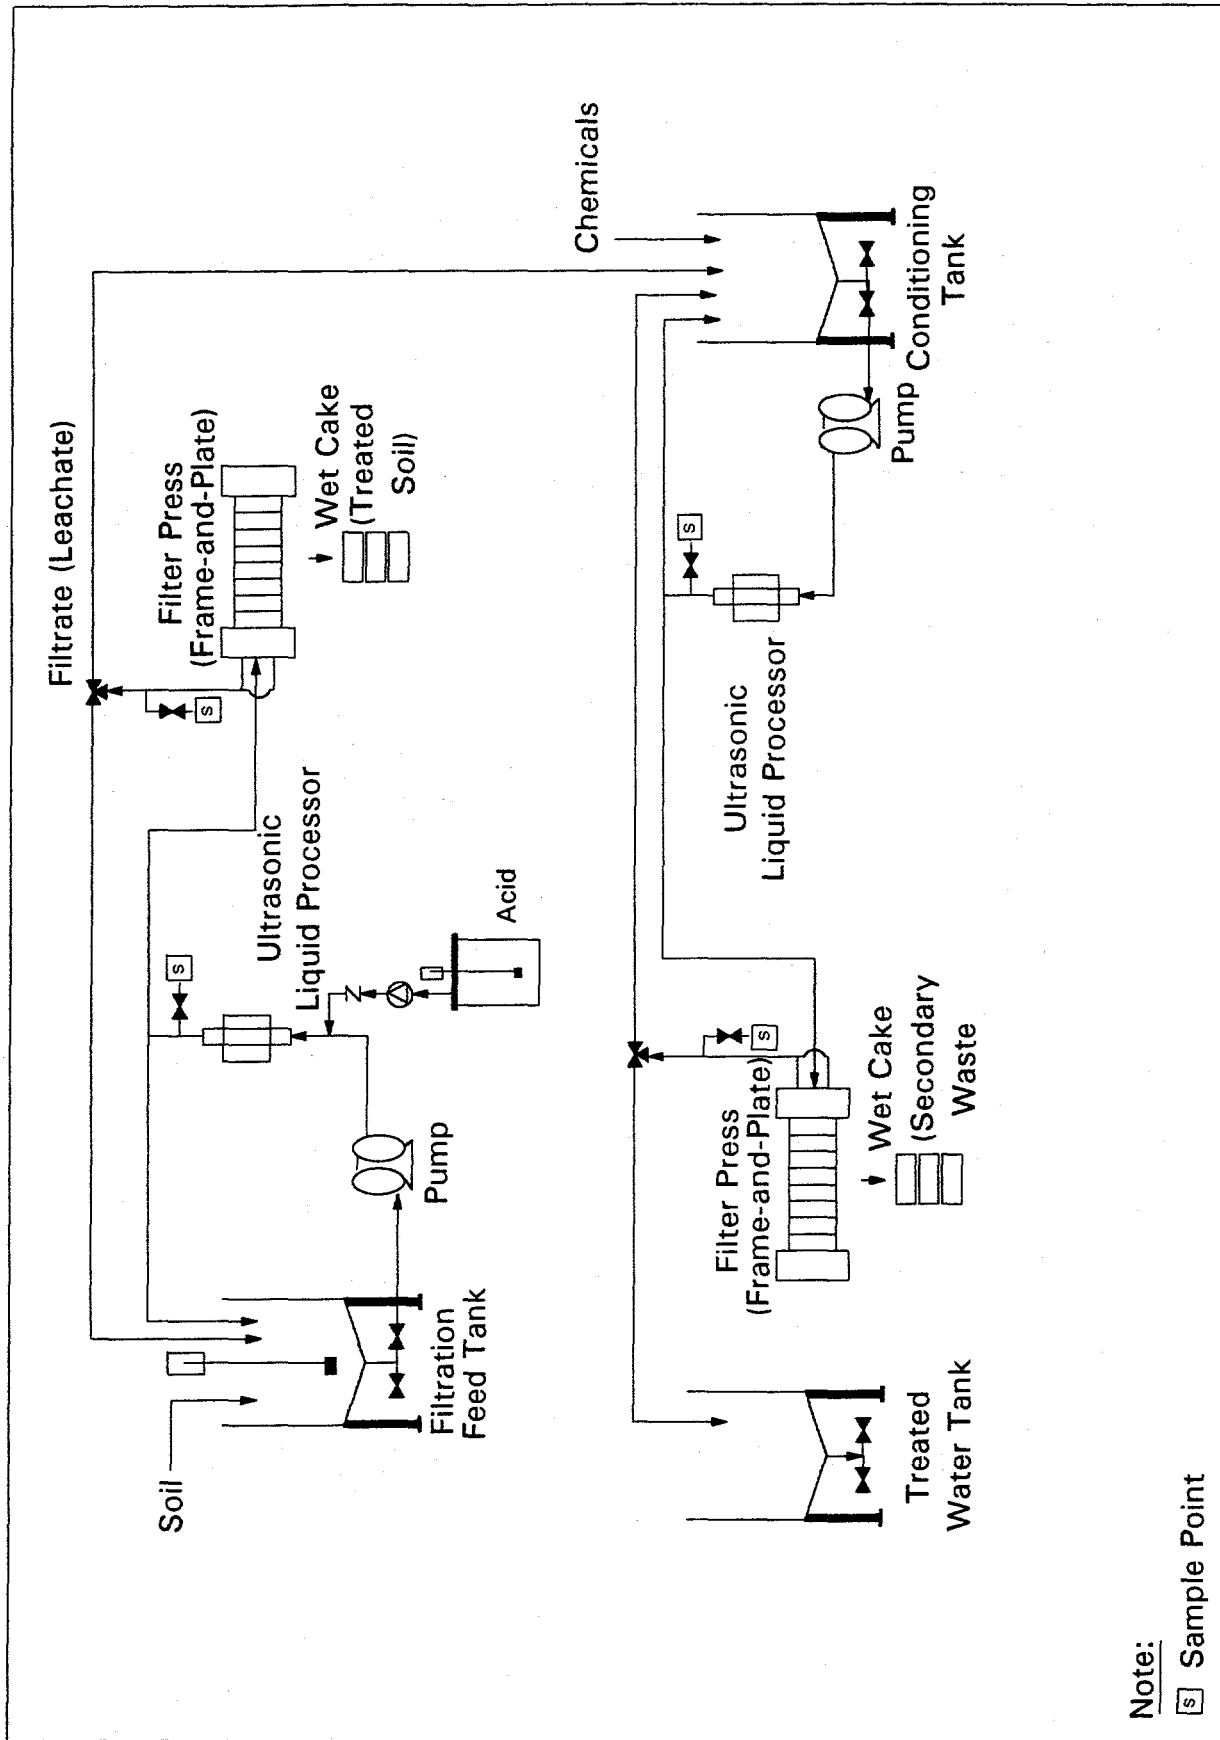 Filtrate (Leachate)
Filter Press
(Frame-and-Plate)
Wet Cake
(Treated
Soil)
s
s
Ultrasonic
Liquid Processor
Acid
Pump
Soil
Filtration
Feed Tank
Chemicals
Conditioning
Tank
Pump
s
Ultrasonic
Liquid Processor
s
Filter Press
(Frame-and-Plate)
Wet Cake
(Secondary
Waste
Treated
Water Tank
Note:
s Sample Point